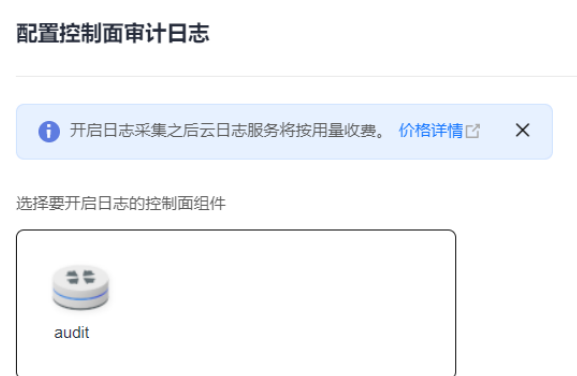 配置控制面审计日志
开启日志采集之后云日志服务将按用量收费。 价格详情
选择要开启日志的控制面组件
audit